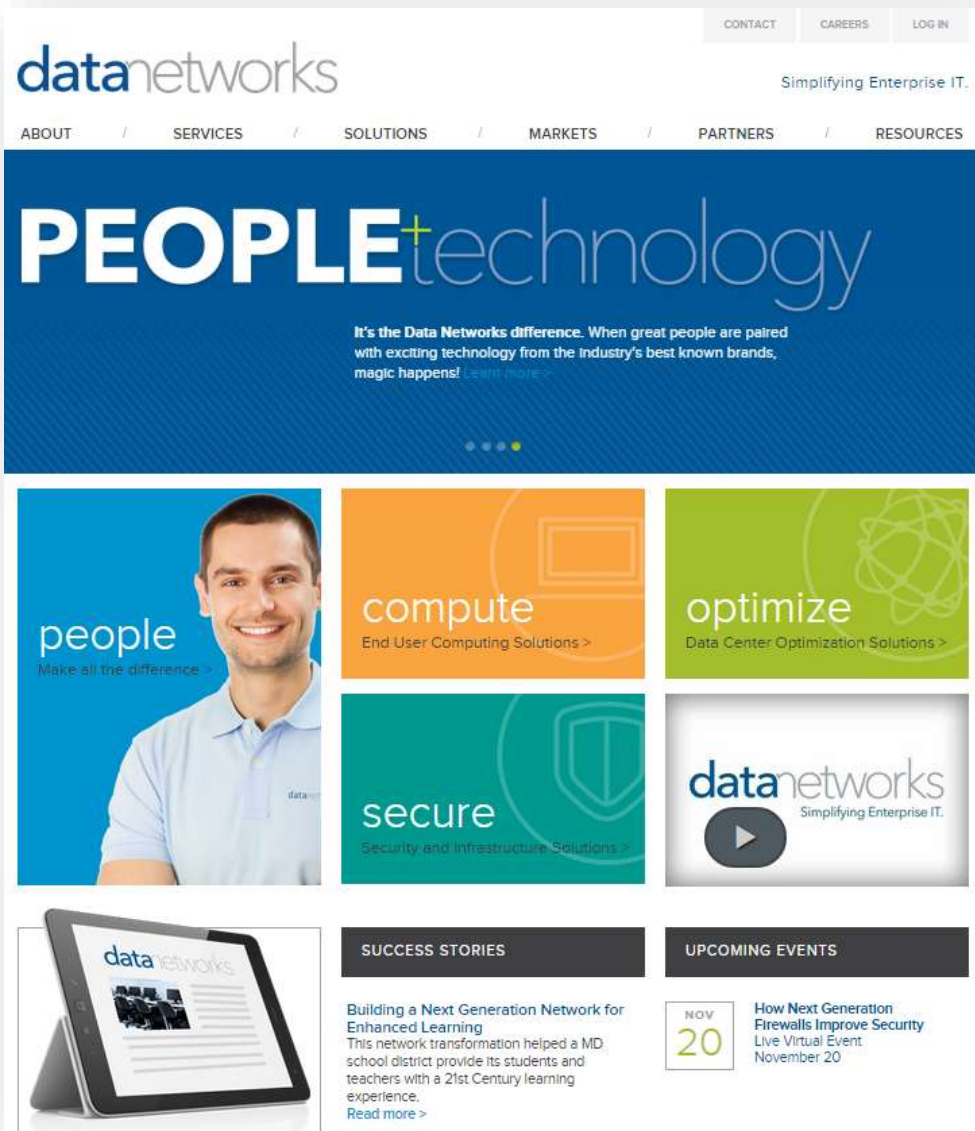 CONTACT
CAREERS
LOG IN
datanetworks
Simplifying Enterprise IT.
ABOUT / SERVICES / SOLUTIONS / MARKETS / PARTNERS / RESOURCES
PEOPLE+technology
It's the Data Networks difference. When great people are paired
with exciting technology from the industry's best known brands,
magic happens! Learn more >
people
Make all the difference >
data
compute
End User Computing Solutions >
optimize
Data Center Optimization Solutions >
secure
Security and Infrastructure Solutions >
datanetworks
Simplifying Enterprise IT.
datanetworks
SUCCESS STORIES
Building a Next Generation Network for
Enhanced Learning
This network transformation helped a MD
school district provide its students and
teachers with a 21st Century learning
experience.
Read more >
UPCOMING EVENTS
NOV
20
How Next Generation
Firewalls Improve Security
Live Virtual Event
November 20